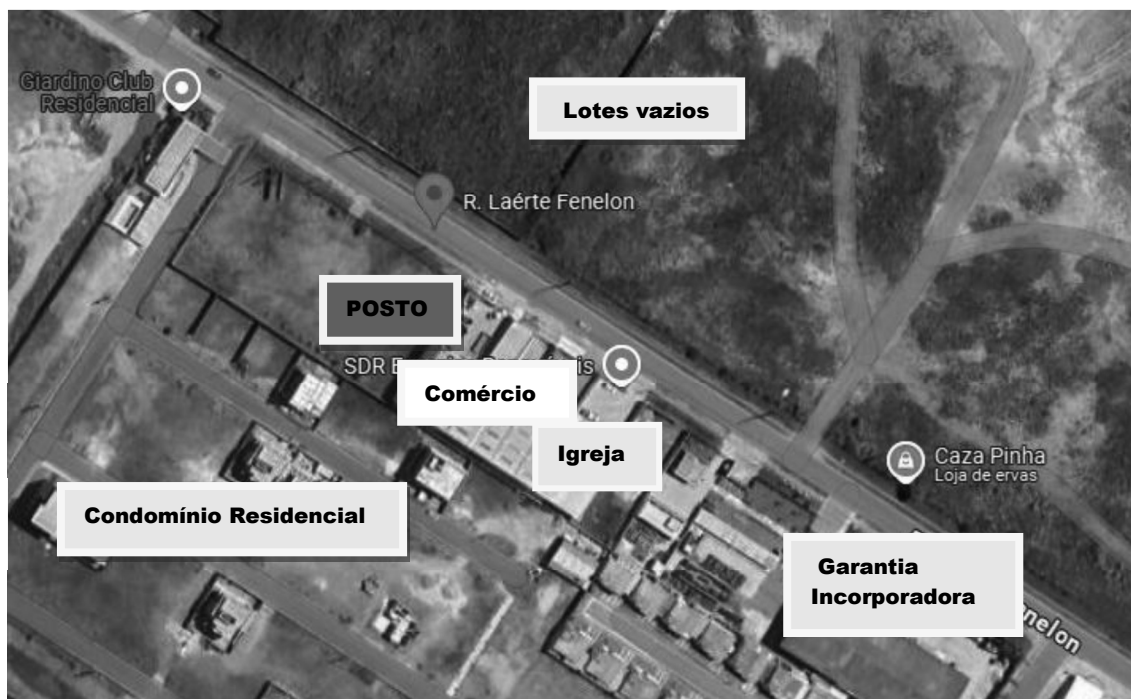 Giardino Club
Residencial
Lotes vazios
R. Laérte Fenelon
POSTO
SDR
Comércio
Igreja
Caza Pinha
Loja de ervas
Condomínio Residencial
Garantia
Incorporadora